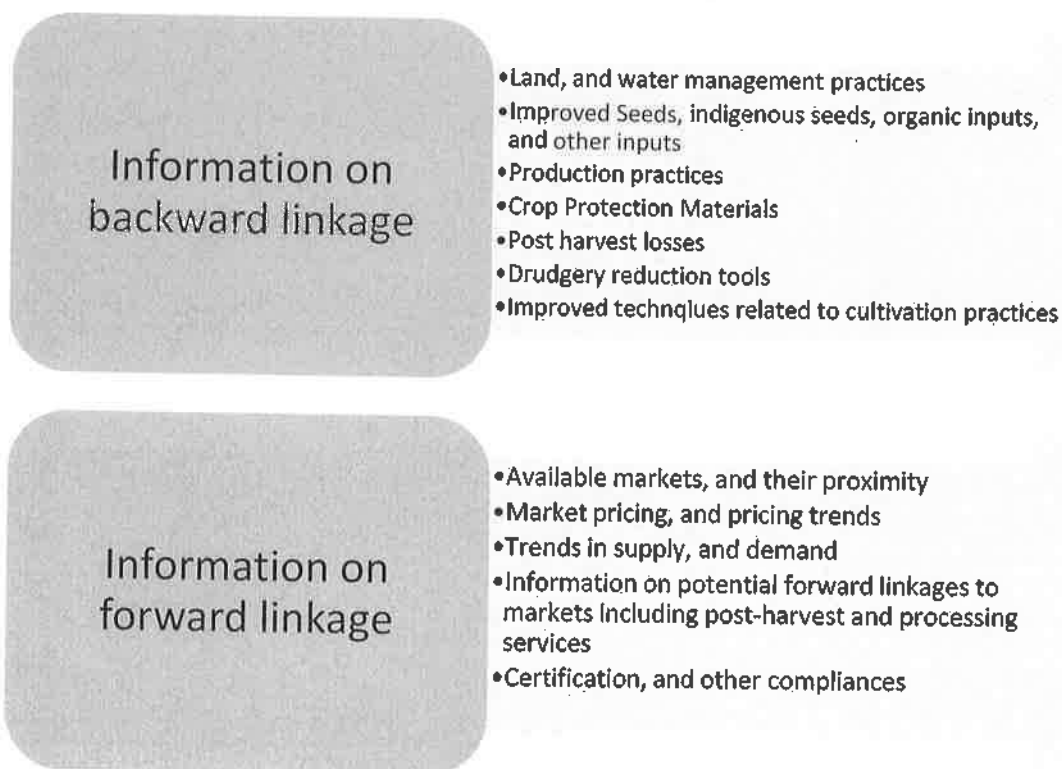 Information on
backward linkage
•Land, and water management practices
•Improved Seeds, indigenous seeds, organic inputs,
and other inputs
•Production practices
•Crop Protection Materials
•Post harvest losses
•Drudgery reduction tools
•Improved technqlues related to cultivation practices
Information on
forward linkage
•Available markets, and their proximity
•Market pricing, and pricing trends
•Trends in supply, and demand
•Information on potential forward linkages to
markets including post-harvest and processing
services
•Certification, and other compliances